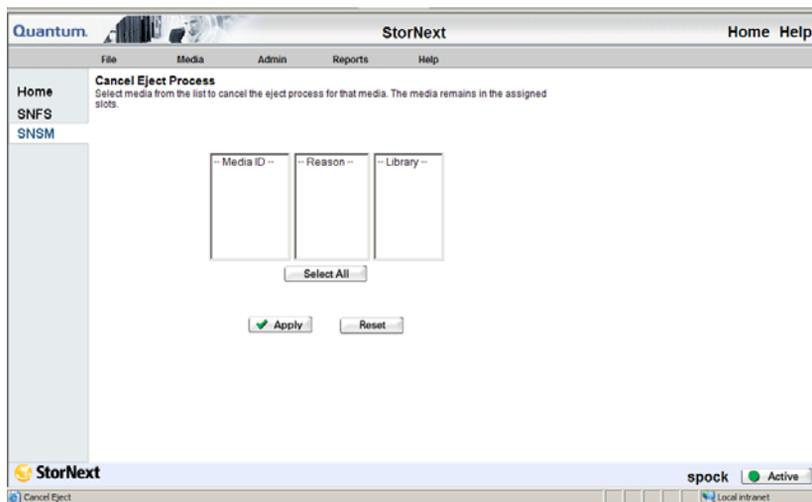 Quantum. StorNext Home Help
File Media Admin Reports Help
Home
SNFS
SNSM
Cancel Eject Process
Select media from the list to cancel the eject process for that media. The media remains in the assigned
slots.
-- Media ID -- -- Reason -- -- Library --
Select All
Apply Reset
StorNext spock Active
Cancel Eject Local intranet